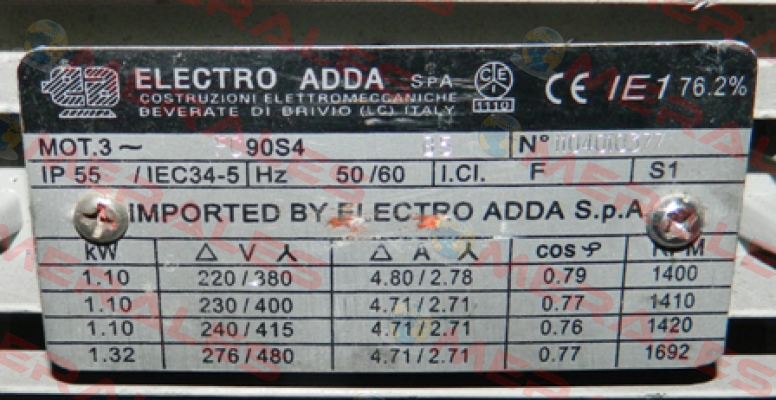 ELECTRO ADDA S.P.A
COSTRUZIONI ELETTROMECCANICHE
BEVERATE DI BRIVIO (LC) ITALY
CE IE1 76.2%
MOT.3 ~ 90S4 N°
IP 55 / IEC34-5 Hz 50/60 I.Cl. F S1
IMPORTED BY ELECTRO ADDA S.p.A
kW Δ V Y Δ A Y cos φ RPM
1.10 220/380 4.80/2.78 0.79 1400
1.10 230/400 4.71/2.71 0.77 1410
1.10 240/415 4.71/2.71 0.76 1420
1.32 276/480 4.71/2.71 0.77 1692